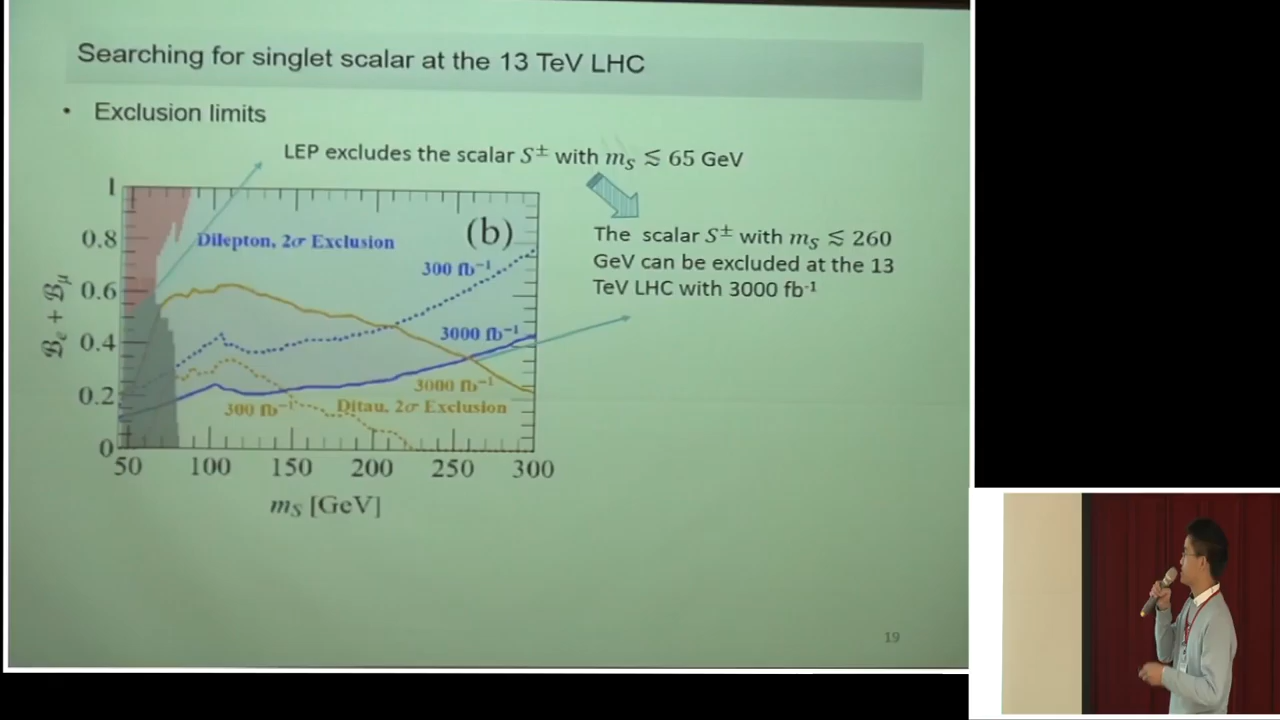 Searching for singlet scalar at the 13 TeV LHC
• Exclusion limits
LEP excludes the scalar S± with mS ≲ 65 GeV
The scalar S± with mS ≲ 260
GeV can be excluded at the 13
TeV LHC with 3000 fb-1
1
0.8
0.6
0.4
0.2
0
ℬe + ℬμ
(b)
Dilepton, 2σ Exclusion
300 fb−1
3000 fb−1
3000 fb−1
300 fb−1
Ditau, 2σ Exclusion
50 100 150 200 250 300
mS [GeV]
19